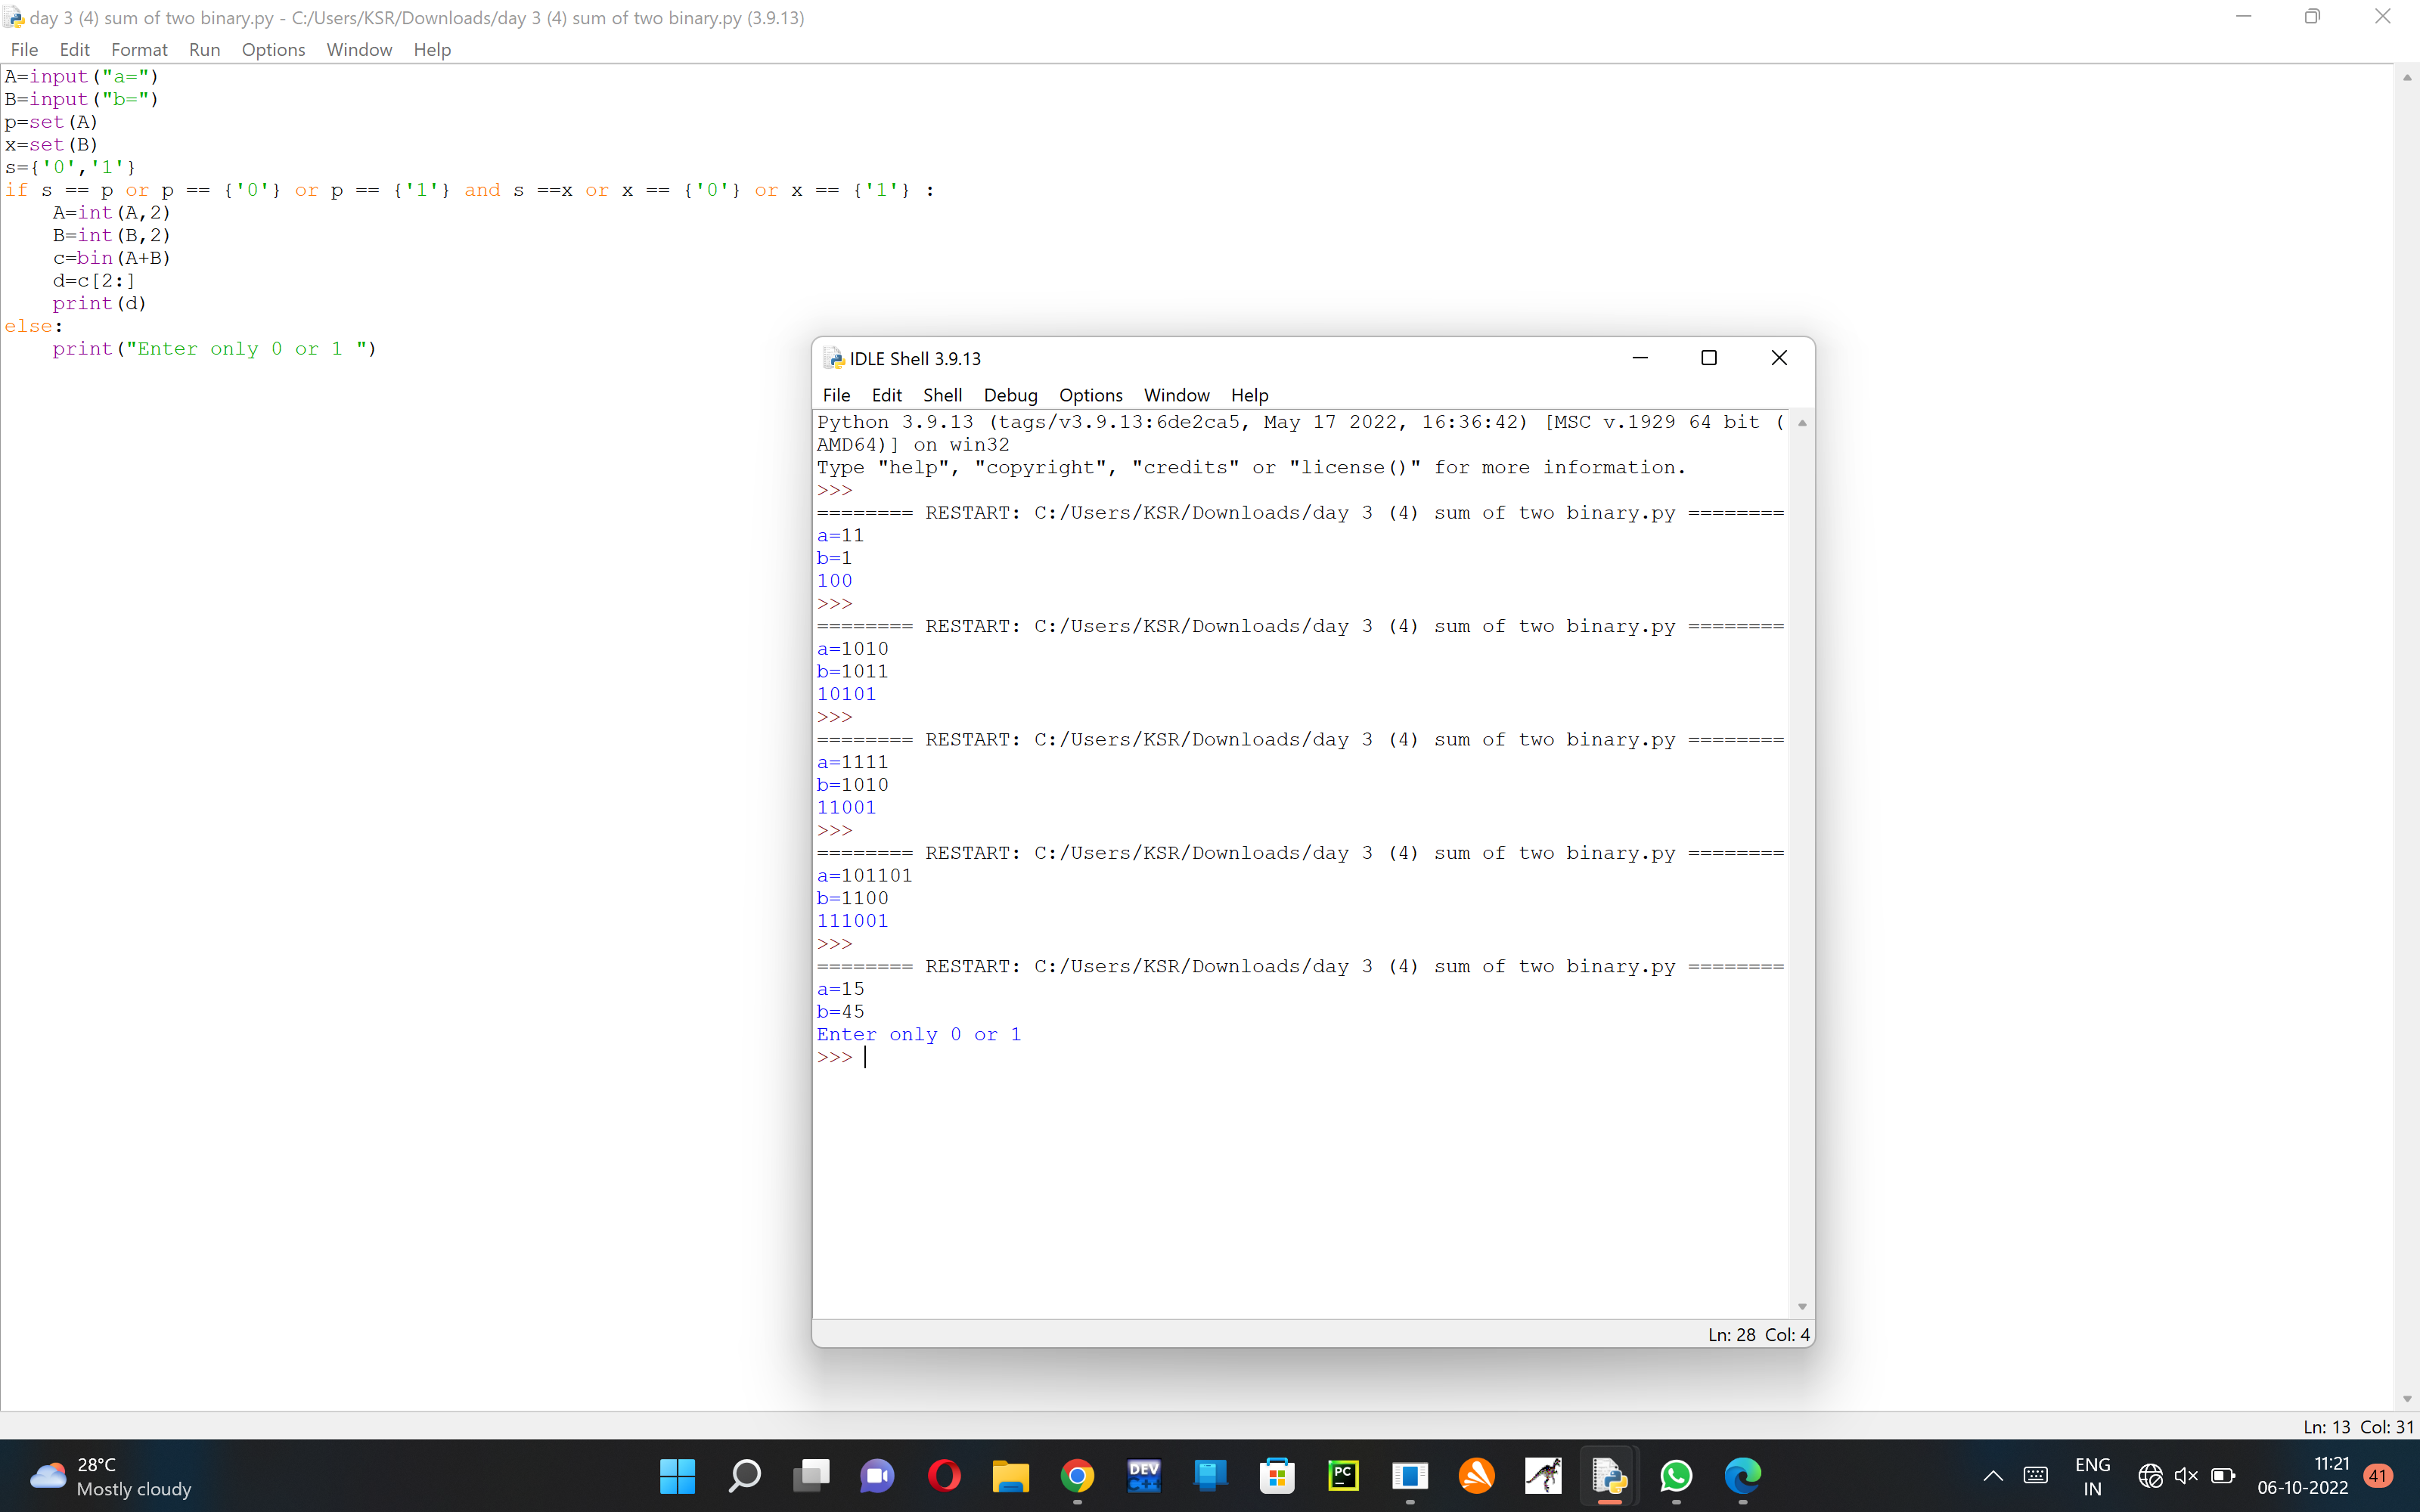 day 3 (4) sum of two binary.py - C:/Users/KSR/Downloads/day 3 (4) sum of two binary.py (3.9.13)
File Edit Format Run Options Window Help
A=input("a=")
B=input("b=")
p=set(A)
x=set(B)
s={'0','1'}
if s == p or p == {'0'} or p == {'1'} and s ==x or x == {'0'} or x == {'1'} :
    A=int(A,2)
    B=int(B,2)
    c=bin(A+B)
    d=c[2:]
    print(d)
else:
    print("Enter only 0 or 1 ")
IDLE Shell 3.9.13
File Edit Shell Debug Options Window Help
Python 3.9.13 (tags/v3.9.13:6de2ca5, May 17 2022, 16:36:42) [MSC v.1929 64 bit (
AMD64)] on win32
Type "help", "copyright", "credits" or "license()" for more information.
>>>
======== RESTART: C:/Users/KSR/Downloads/day 3 (4) sum of two binary.py ========
a=11
b=1
100
>>>
======== RESTART: C:/Users/KSR/Downloads/day 3 (4) sum of two binary.py ========
a=1010
b=1011
10101
>>>
======== RESTART: C:/Users/KSR/Downloads/day 3 (4) sum of two binary.py ========
a=1111
b=1010
11001
>>>
======== RESTART: C:/Users/KSR/Downloads/day 3 (4) sum of two binary.py ========
a=101101
b=1100
111001
>>>
======== RESTART: C:/Users/KSR/Downloads/day 3 (4) sum of two binary.py ========
a=15
b=45
Enter only 0 or 1
>>>
Ln: 28 Col: 4
Ln: 13 Col: 31
28°C
Mostly cloudy
DEV
C++
PC
ENG
IN
11:21
06-10-2022
41